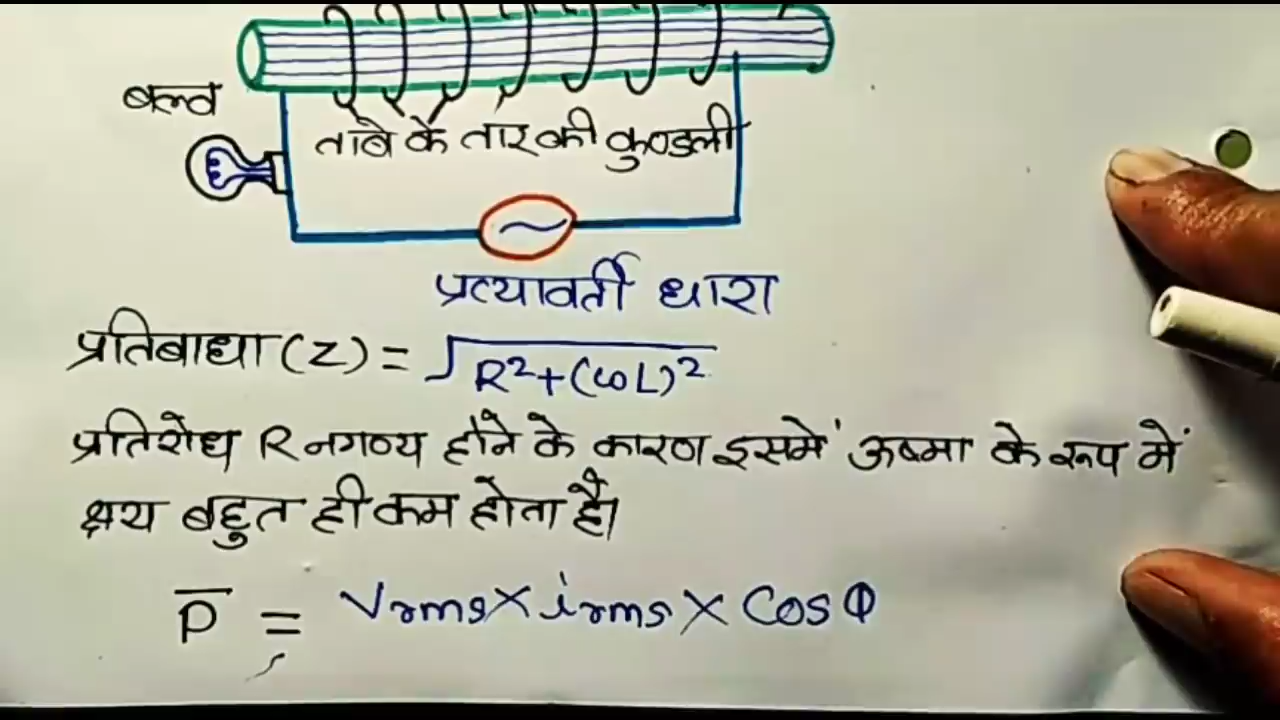 बल्व
ताबे के तार की कुण्डली
प्रत्यावर्ती धारा
प्रतिबाधा (Z) = √R²+(ωL)²
प्रतिरोध R नगण्य होने के कारण इसमें ऊष्मा के रूप में
क्षय बहुत ही कम होता है।
P̅ = Vrms × irms × Cos Φ